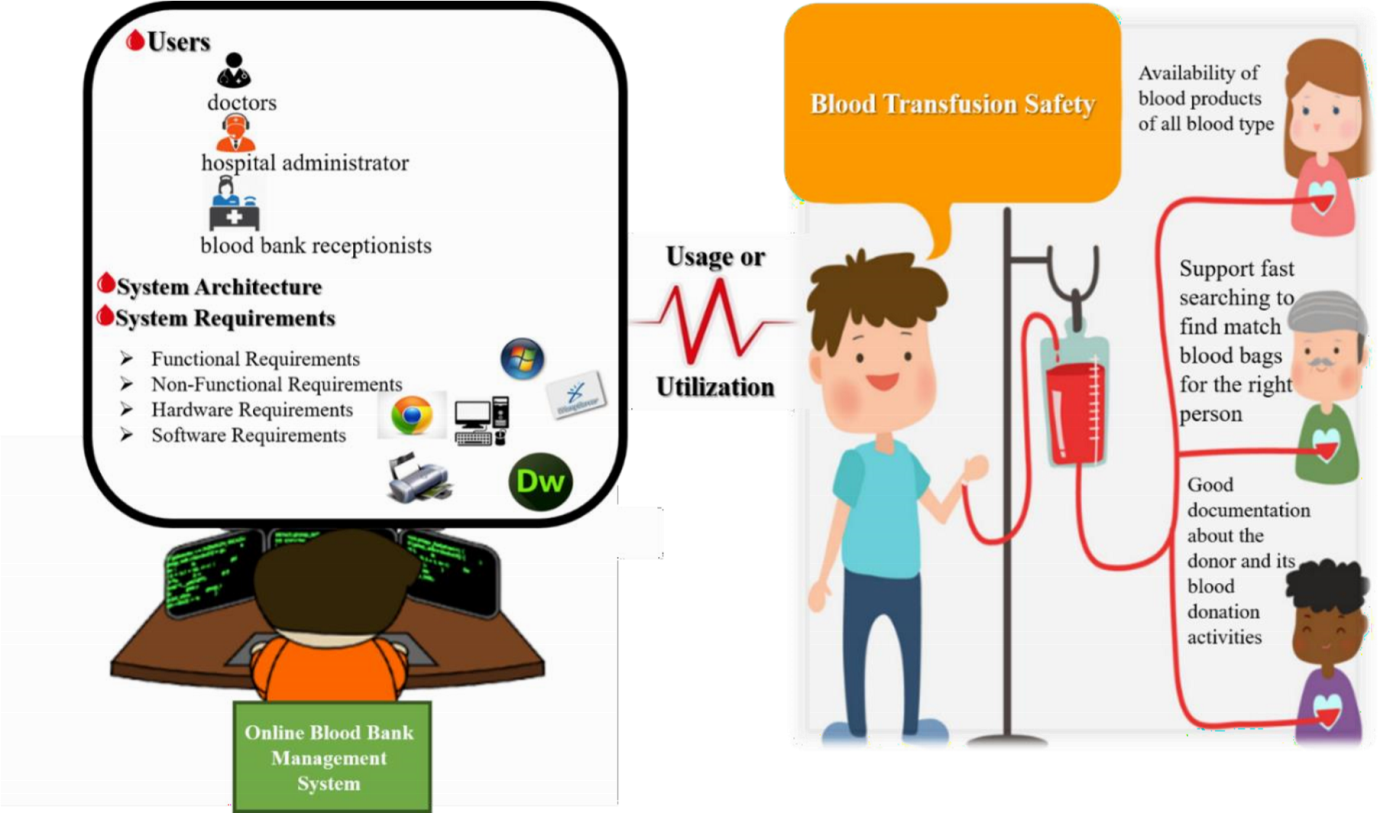 Users
doctors
hospital administrator
blood bank receptionists
System Architecture
System Requirements
Functional Requirements
Non-Functional Requirements
Hardware Requirements
Software Requirements
Dw
Online Blood Bank
Management
System
Usage or
Utilization
Blood Transfusion Safety
Availability of
blood products
of all blood type
Support fast
searching to
find match
blood bags
for the right
person
Good
documentation
about the
donor and its
blood
donation
activities